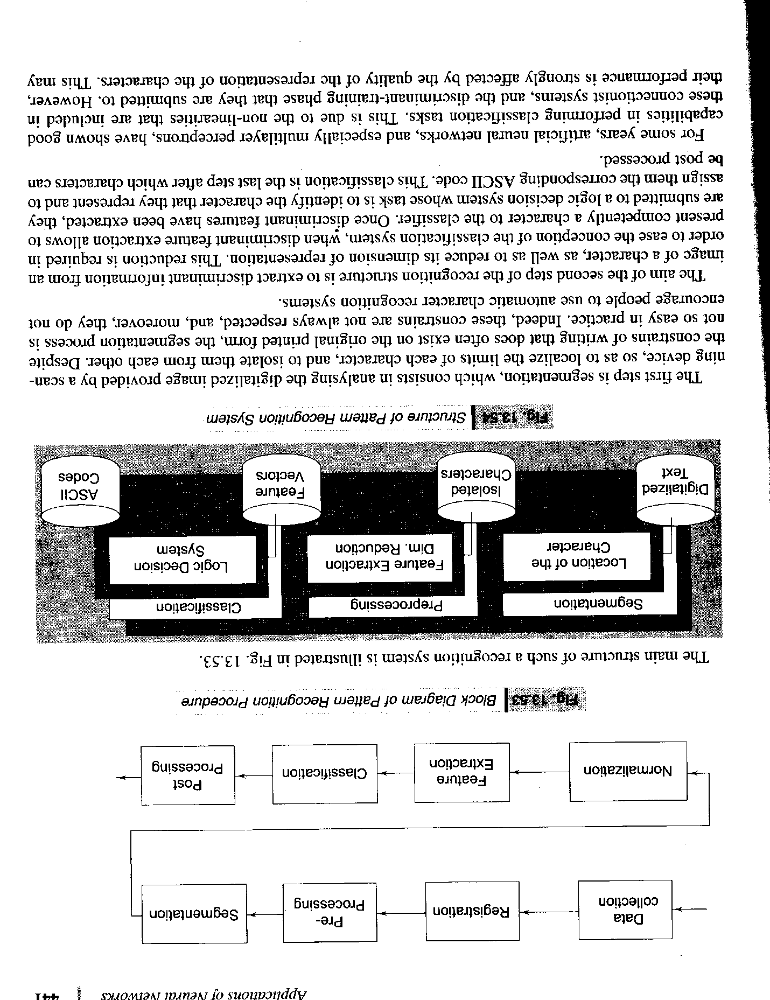 Applications of Neural Networks | 441
Data
collection
Registration
Pre-
Processing
Segmentation
Normalization
Feature
Extraction
Classification
Post
Processing
Fig. 13.53 Block Diagram of Pattern Recognition Procedure
The main structure of such a recognition system is illustrated in Fig. 13.53.
Segmentation
Preprocessing
Classification
Location of the
Character
Feature Extraction
Dim. Reduction
Logic Decision
System
Digitalized
Text
Isolated
Characters
Feature
Vectors
ASCII
Codes
Fig. 13.54 Structure of Pattern Recognition System
The first step is segmentation, which consists in analysing the digitalized image provided by a scan-
ning device, so as to localize the limits of each character, and to isolate them from each other. Despite
the constrains of writing that does often exist on the original printed form, the segmentation process is
not so easy in practice. Indeed, these constrains are not always respected, and, moreover, they do not
encourage people to use automatic character recognition systems.
The aim of the second step of the recognition structure is to extract discriminant information from an
image of a character, as well as to reduce its dimension of representation. This reduction is required in
order to ease the conception of the classification system, when discriminant feature extraction allows to
present competently a character to the classifier. Once discriminant features have been extracted, they
are submitted to a logic decision system whose task is to identify the character that they represent and to
assign them the corresponding ASCII code. This classification is the last step after which characters can
be post processed.
For some years, artificial neural networks, and especially multilayer perceptrons, have shown good
capabilities in performing classification tasks. This is due to the non-linearities that are included in
these connectionist systems, and the discriminant-training phase that they are submitted to. However,
their performance is strongly affected by the quality of the representation of the characters. This may